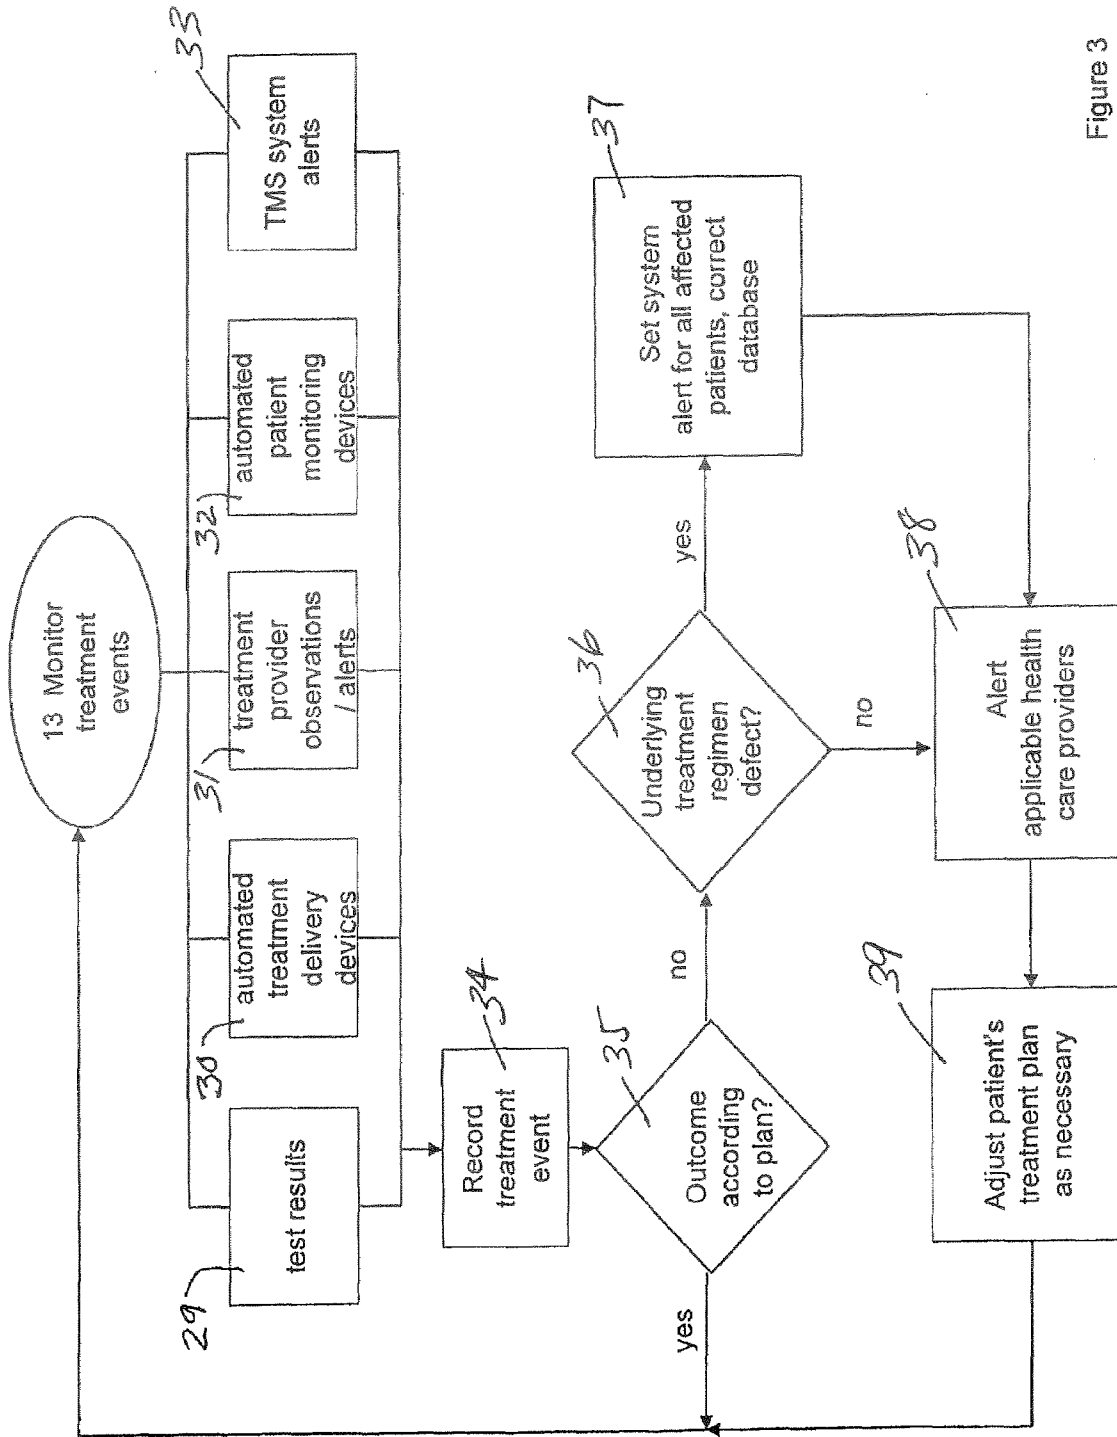 13 Monitor
treatment
events
29
test results
30
automated
treatment
delivery
devices
31
treatment
provider
observations
/ alerts
32
automated
patient
monitoring
devices
33
TMS system
alerts
34
Record
treatment
event
35
Outcome
according
to plan?
yes
no
36
Underlying
treatment
regimen
defect?
yes
no
37
Set system
alert for all affected
patients, correct
database
38
Alert
applicable health
care providers
39
Adjust patient's
treatment plan
as necessary
Figure 3